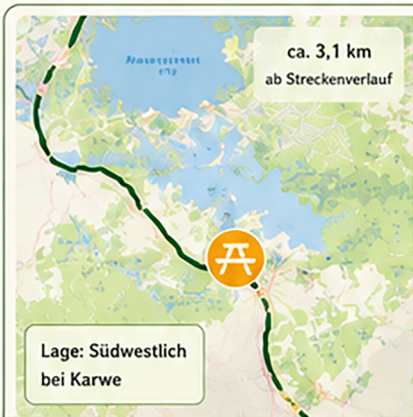 ca. 3,1 km
ab Streckenverlauf
Lage: Südwestlich
bei Karwe